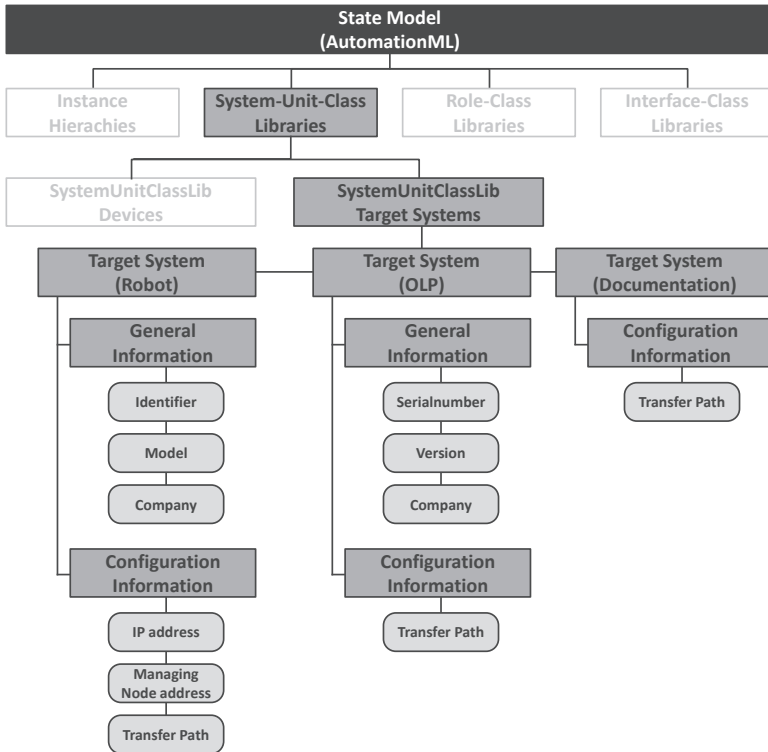 State Model
(AutomationML)
Instance
Hierachies
System-Unit-Class
Libraries
Role-Class
Libraries
Interface-Class
Libraries
SystemUnitClassLib
Devices
SystemUnitClassLib
Target Systems
Target System
(Robot)
Target System
(OLP)
Target System
(Documentation)
General
Information
General
Information
Configuration
Information
Identifier
Serialnumber
Transfer Path
Model
Version
Company
Company
Configuration
Information
Configuration
Information
IP address
Transfer Path
Managing
Node address
Transfer Path